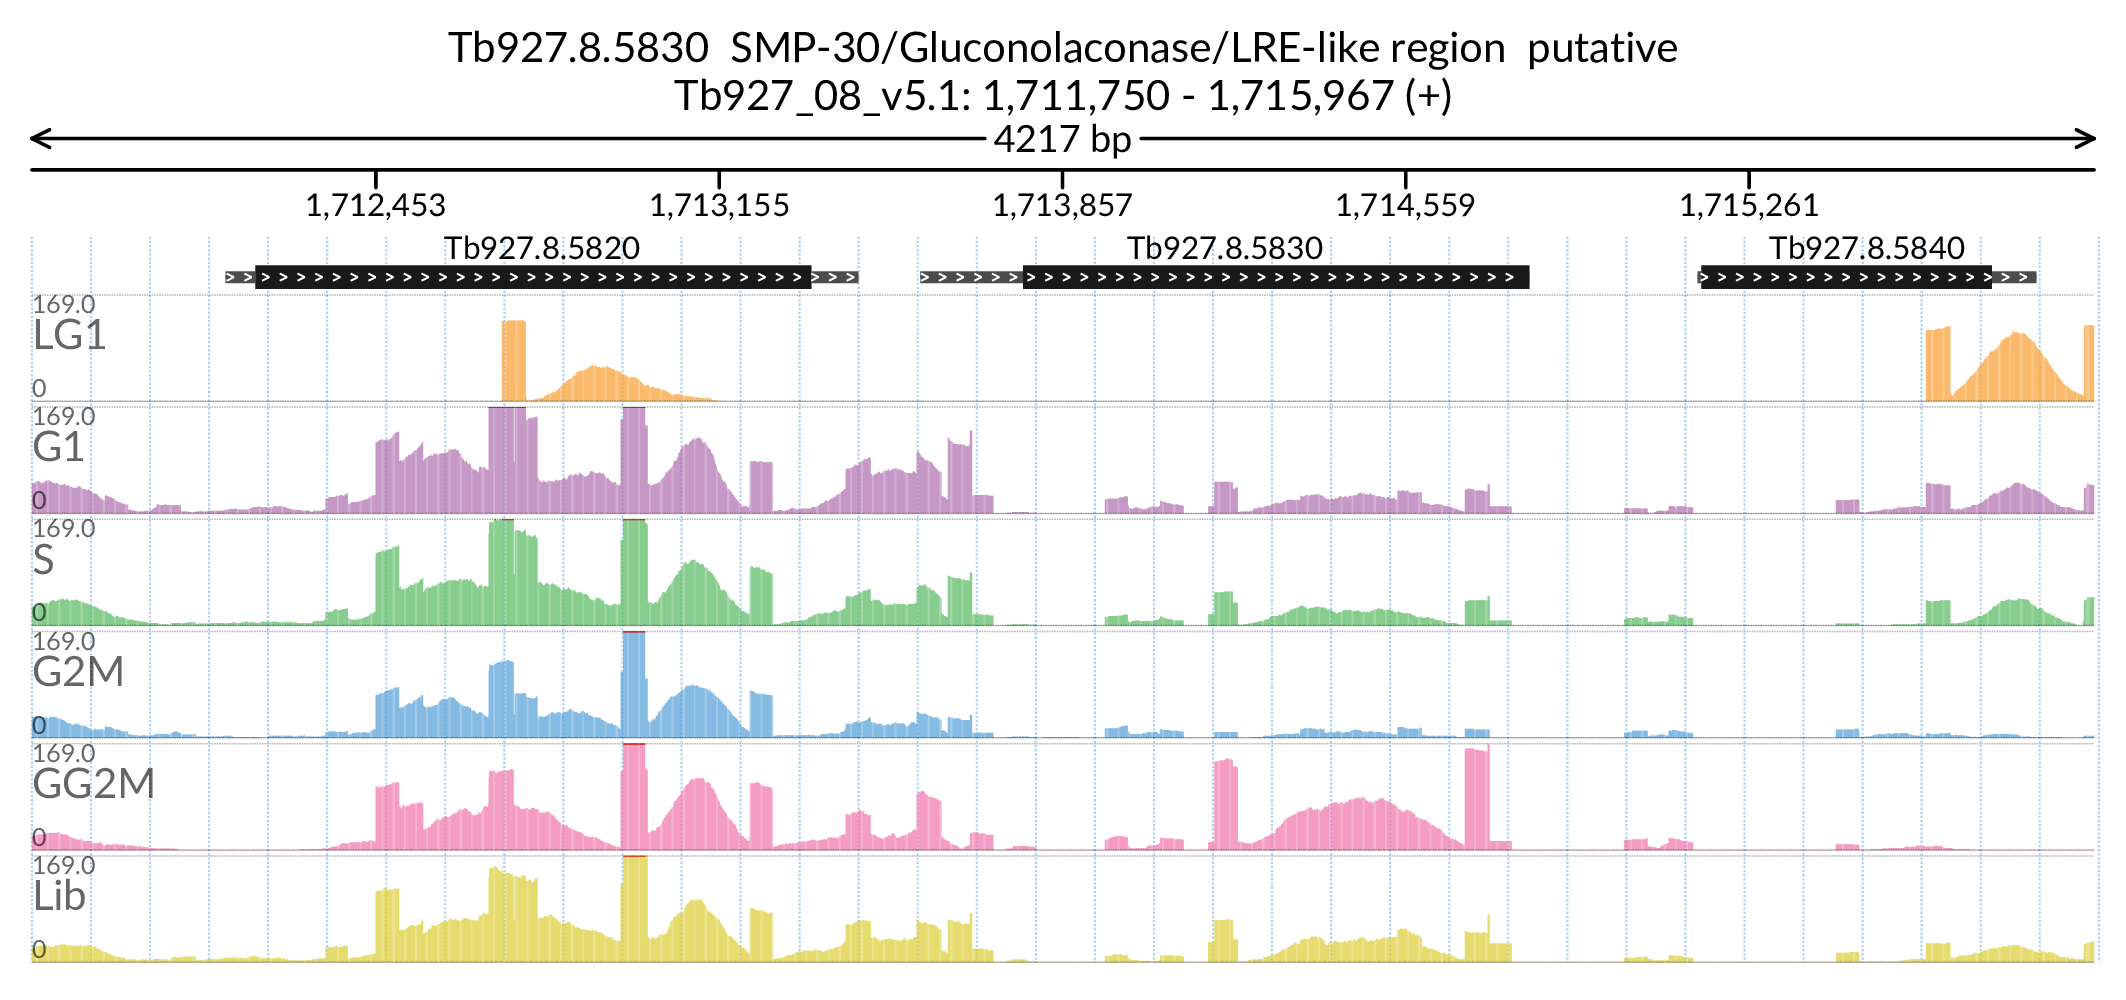 Tb927.8.5830 SMP-30/Gluconolaconase/LRE-like region putative
Tb927_08_v5.1: 1,711,750 - 1,715,967 (+)
4217 bp
1,712,453 1,713,155 1,713,857 1,714,559 1,715,261
Tb927.8.5820 Tb927.8.5830 Tb927.8.5840
169.0
LG1
0
169.0
G1
0
169.0
S
0
169.0
G2M
0
169.0
GG2M
0
169.0
Lib
0